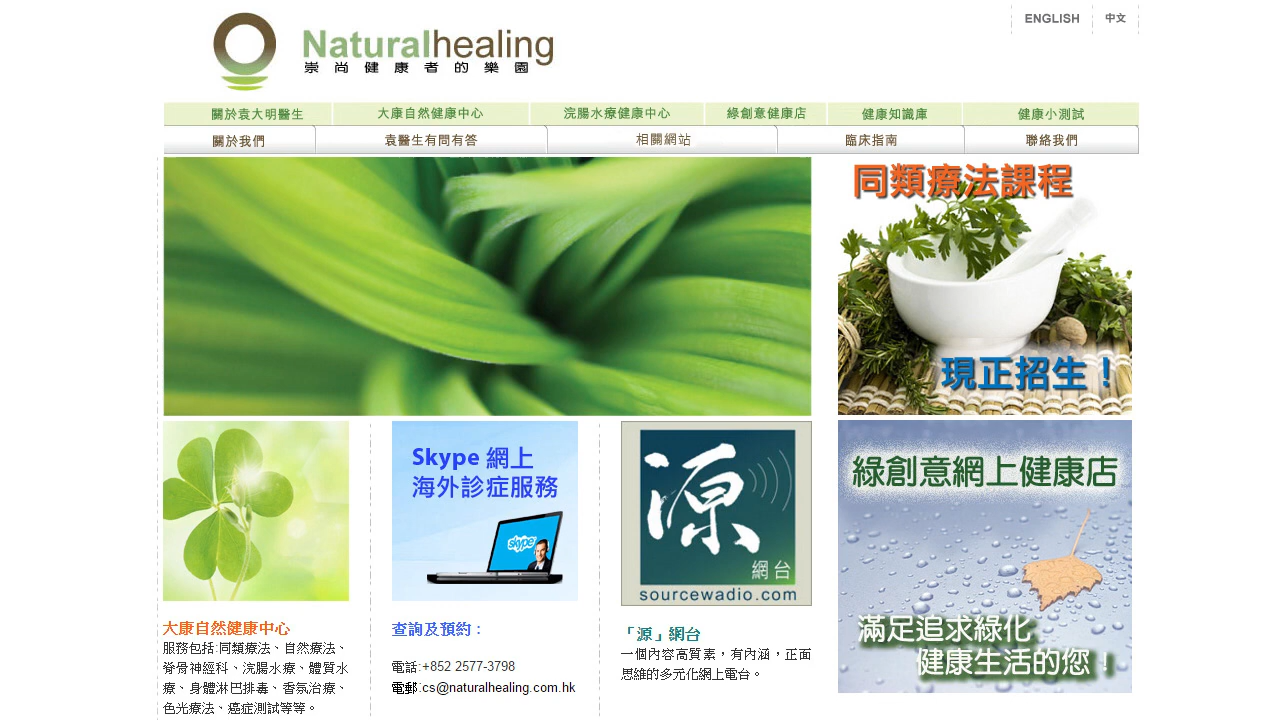 ENGLISH 中文
Naturalhealing
崇尚健康者的樂園
關於袁大明醫生 大康自然健康中心 浣腸水療健康中心 綠創意健康店 健康知識庫 健康小測試
關於我們 袁醫生有問有答 相關網站 臨床指南 聯絡我們
同類療法課程
現正招生！
Skype 網上
海外診症服務
skype
源
網台
sourcewadio.com
綠創意網上健康店
滿足追求綠化
健康生活的您！
大康自然健康中心
服務包括:同類療法、自然療法、
脊骨神經科、浣腸水療、體質水
療、身體淋巴排毒、香氛治療、
色光療法、癌症測試等等。
查詢及預約：
電話:+852 2577-3798
電郵:cs@naturalhealing.com.hk
「源」網台
一個內容高質素，有內涵，正面
思維的多元化網上電台。